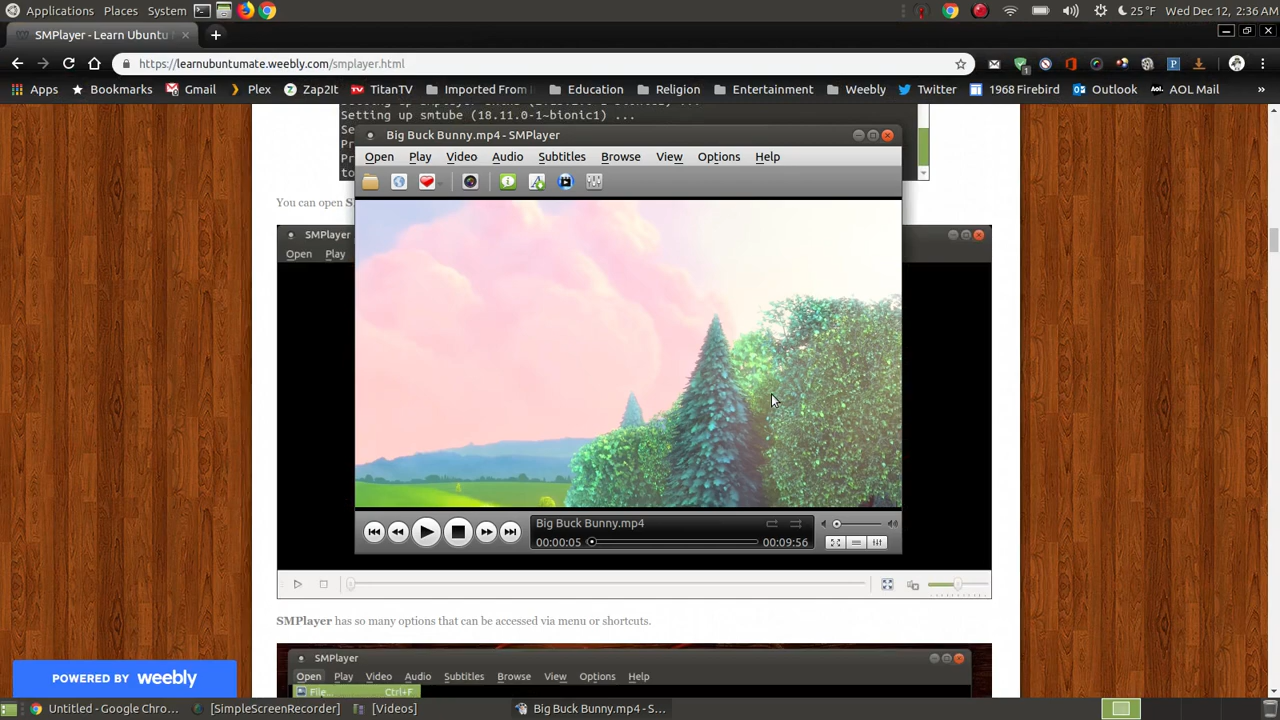 Applications Places System 25 °F Wed Dec 12, 2:36 AM
SMPlayer - Learn Ubuntu
https://learnubuntumate.weebly.com/smplayer.html
Apps Bookmarks Gmail Plex Zap2It TitanTV Imported From Education Religion Entertainment Weebly Twitter 1968 Firebird Outlook AOL Mail
Setting up smtube (18.11.0-1~bionic1) ...
Se
Pr
Pr
to
Big Buck Bunny.mp4 - SMPlayer
Open Play Video Audio Subtitles Browse View Options Help
You can open S
SMPlayer
Open Play
Big Buck Bunny.mp4
00:00:05 00:09:56
SMPlayer has so many options that can be accessed via menu or shortcuts.
SMPlayer
Open Play Video Audio Subtitles Browse View Options Help
File... Ctrl+F
POWERED BY weebly
Untitled - Google Chro... [SimpleScreenRecorder] [Videos] Big Buck Bunny.mp4 - S...